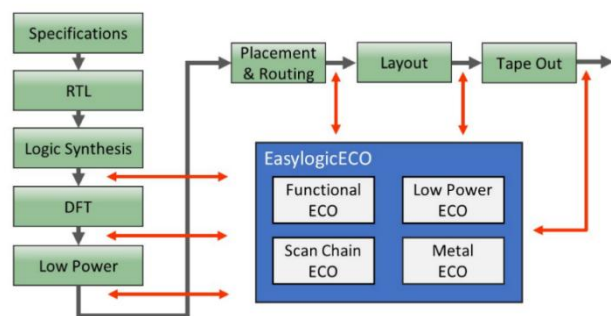 Specifications
RTL
Logic Synthesis
DFT
Low Power
Placement
& Routing
Layout
Tape Out
EasylogicECO
Functional
ECO
Low Power
ECO
Scan Chain
ECO
Metal
ECO